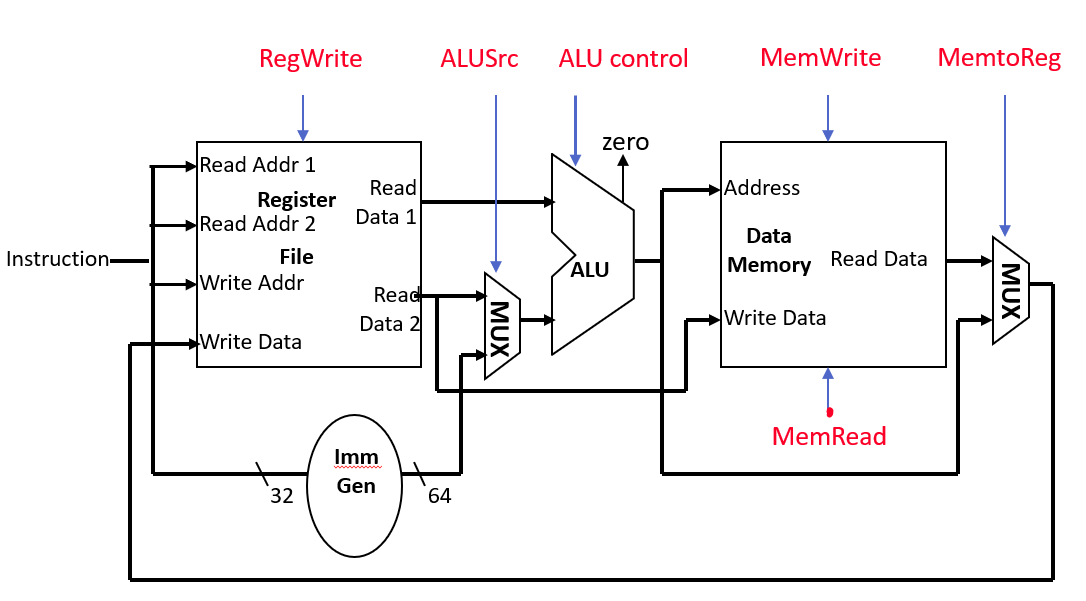 RegWrite
ALUSrc
ALU control
MemWrite
MemtoReg
zero
Read Addr 1
Register
Read
Data 1
Read Addr 2
File
Instruction
Write Addr
Read
Data 2
Write Data
MUX
ALU
Address
Data
Memory
Read Data
Write Data
MUX
MemRead
Imm
Gen
32
64